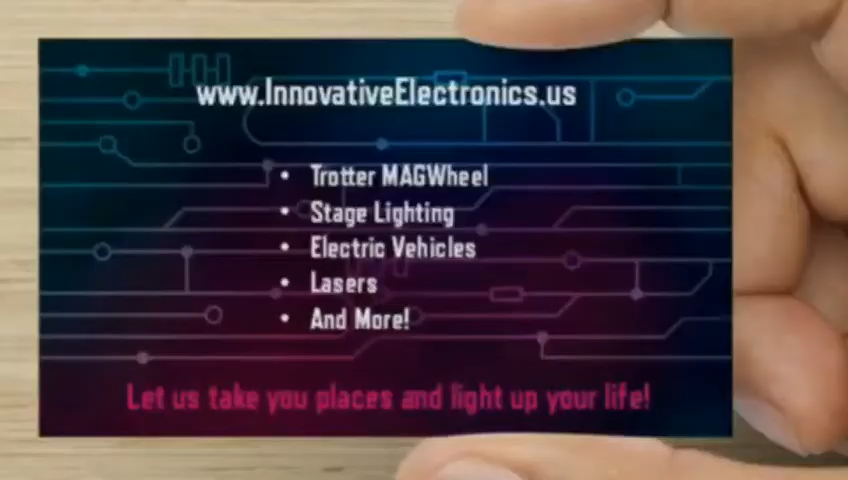 www.InnovativeElectronics.us
• Trotter MAGWheel
• Stage Lighting
• Electric Vehicles
• Lasers
• And More!
Let us take you places and light up your life!